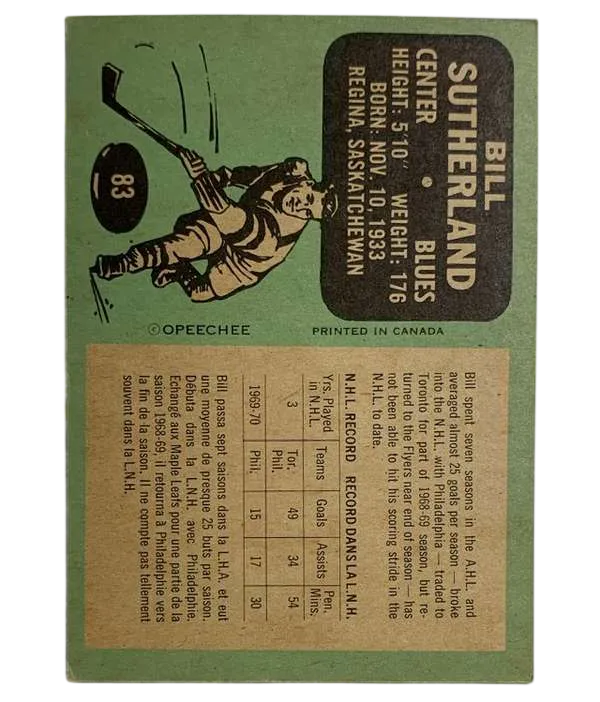 BILL
SUTHERLAND
CENTER • BLUES
HEIGHT: 5'10" WEIGHT: 176
BORN: NOV. 10, 1933
REGINA, SASKATCHEWAN
83
© OPEECHEE PRINTED IN CANADA
Bill spent seven seasons in the A.H.L. and
averaged almost 25 goals per season — broke
into the N.H.L. with Philadelphia — traded to
Toronto for part of 1968-69 season, but re-
turned to the Flyers near end of season — has
not been able to hit his scoring stride in the
N.H.L. to date.
N.H.L. RECORD RECORD DANS LA L.N.H.
Yrs. Played in N.H.L. Teams Goals Assists Pen. Mins.
3 Tor. Phil. 49 34 54
1969-70 Phil. 15 17 30
Bill passa sept saisons dans la L.H.A. et eut
une moyenne de presque 25 buts par saison.
Débuta dans la L.N.H. avec Philadelphie.
Echangé aux Maple Leafs pour une partie de la
saison 1968-69, il retourna à Philadelphie vers
la fin de la saison. Il ne compte pas tellement
souvent dans la L.N.H.